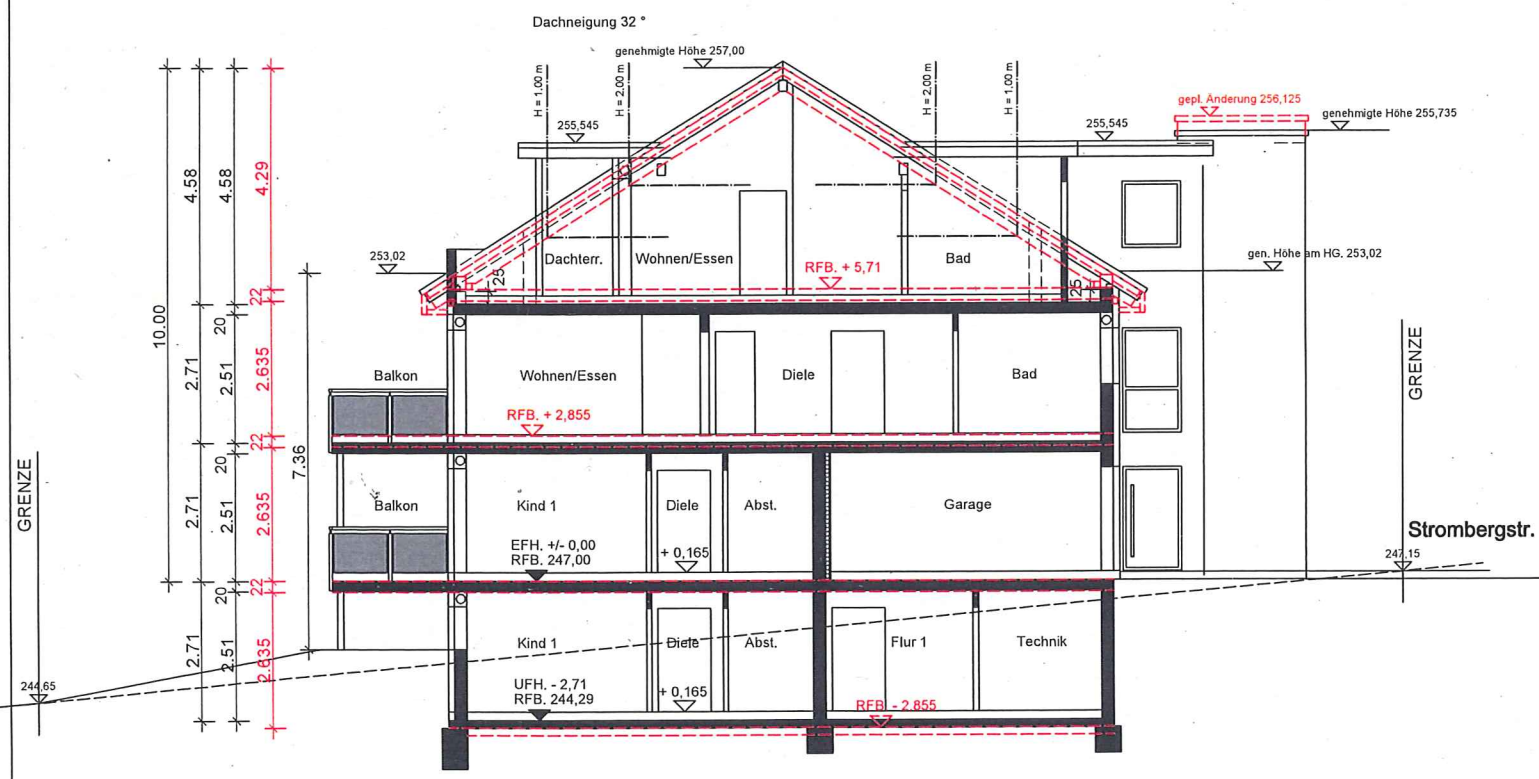 Dachneigung 32 °
genehmigte Höhe 257,00
H = 1.00 m
H = 2.00 m
H = 2.00 m
H = 1.00 m
gepl. Änderung 256,125
genehmigte Höhe 255,735
255,545
255,545
4.58
4.58
4.29
253,02
Dachterr.
Wohnen/Essen
RFB. + 5,71
Bad
gen. Höhe am HG. 253,02
25
25
22
10.00
20
2.71
2.51
2.635
Balkon
Wohnen/Essen
Diele
Bad
GRENZE
RFB. + 2,855
22
20
7.36
GRENZE
2.71
2.51
2.635
Balkon
Kind 1
Diele
Abst.
Garage
Strombergstr.
EFH. +/- 0,00
RFB. 247,00
+ 0,165
247,15
22
20
2.71
2.51
2.635
Kind 1
Diele
Abst.
Flur 1
Technik
244,65
UFH. - 2,71
RFB. 244,29
+ 0,165
RFB. - 2.855